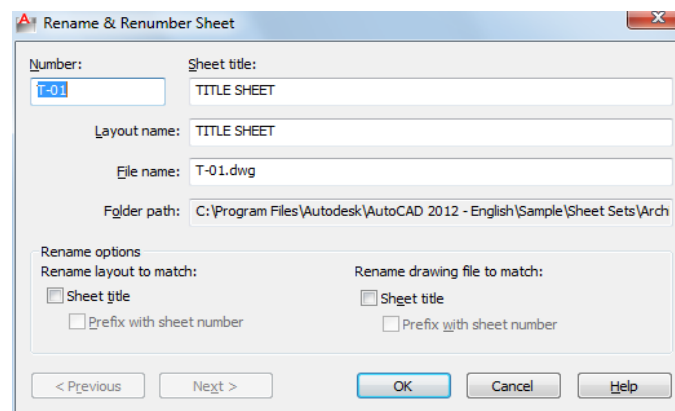 Rename & Renumber Sheet
Number: Sheet title:
T-01 TITLE SHEET
Layout name: TITLE SHEET
File name: T-01.dwg
Folder path: C:\Program Files\Autodesk\AutoCAD 2012 - English\Sample\Sheet Sets\Archi
Rename options
Rename layout to match: Rename drawing file to match:
Sheet title Sheet title
Prefix with sheet number Prefix with sheet number
< Previous Next > OK Cancel Help